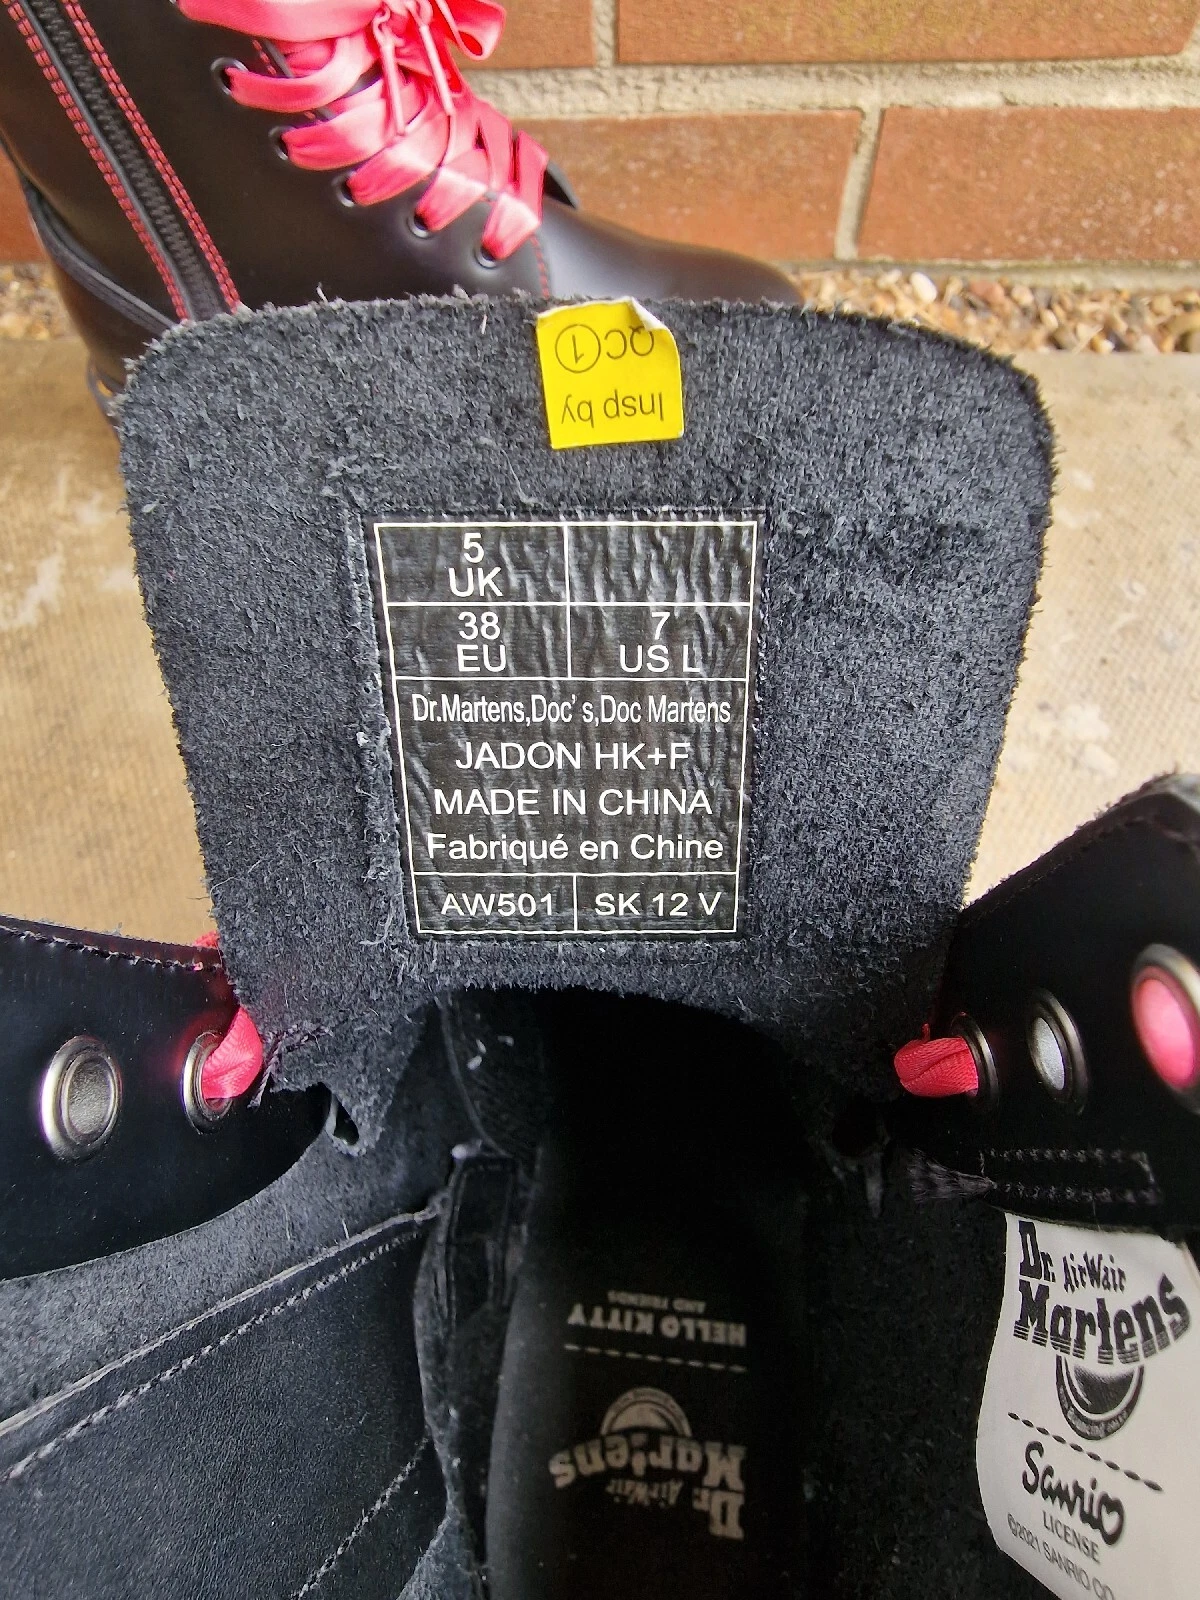 Insp by
QC 1
5
UK
38
EU
7
US L
Dr.Martens,Doc's,Doc Martens
JADON HK+F
MADE IN CHINA
Fabriqué en Chine
AW501
SK 12 V
HELLO KITTY
AND FRIENDS
Dr. AirWair
Martens
Dr. AirWair
Martens
Sanrio
LICENSE
©2021 SANRIO CO